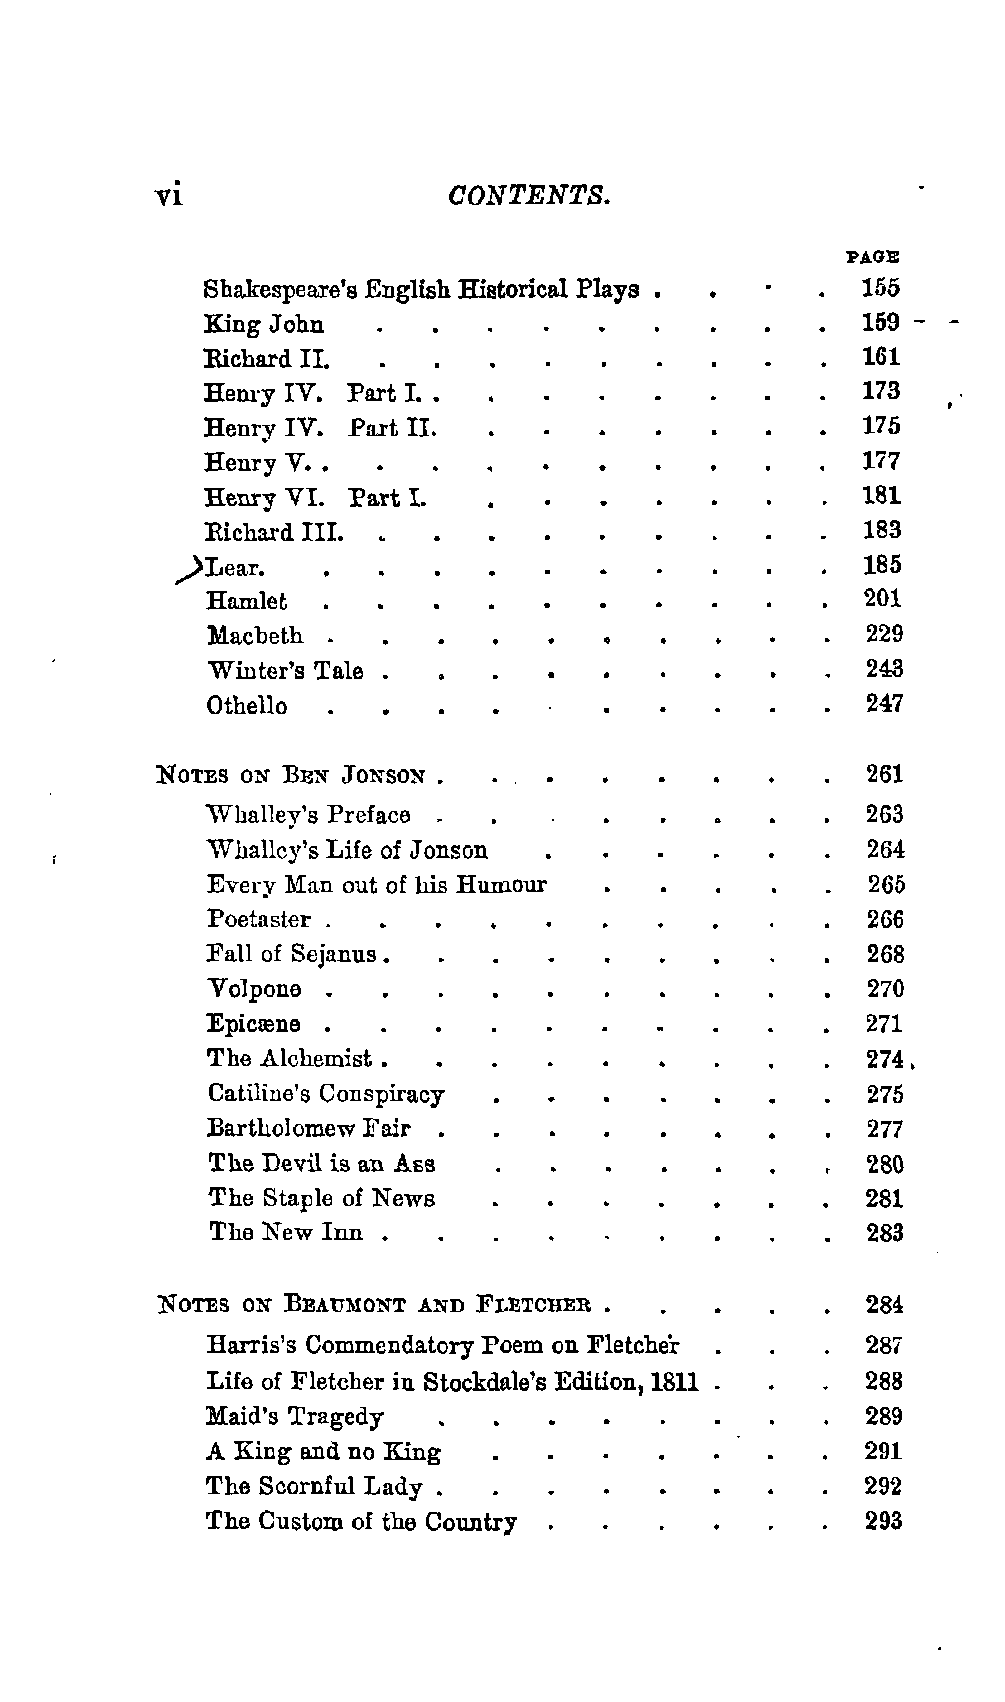 vi CONTENTS.
PAGE
Shakespeare's English Historical Plays . . . . 155
King John . . . . . . . . . 159
Richard II. . . . . . . . . . 161
Henry IV. Part I. . . . . . . . . 173
Henry IV. Part II. . . . . . . . 175
Henry V. . . . . . . . . . . 177
Henry VI. Part I. . . . . . . . 181
Richard III. . . . . . . . . . 183
Lear. . . . . . . . . . . 185
Hamlet . . . . . . . . . . 201
Macbeth . . . . . . . . . . 229
Winter's Tale . . . . . . . . . 243
Othello . . . . . . . . . . 247
NOTES ON BEN JONSON . . . . . . . . 261
Whalley's Preface . . . . . . . . 263
Whalley's Life of Jonson . . . . . . 264
Every Man out of his Humour . . . . . 265
Poetaster . . . . . . . . . . 266
Fall of Sejanus . . . . . . . . . 268
Volpone . . . . . . . . . . 270
Epicæne . . . . . . . . . . 271
The Alchemist . . . . . . . . . 274
Catiline's Conspiracy . . . . . . . 275
Bartholomew Fair . . . . . . . . 277
The Devil is an Ass . . . . . . . 280
The Staple of News . . . . . . . 281
The New Inn . . . . . . . . . 283
NOTES ON BEAUMONT AND FLETCHER . . . . . 284
Harris's Commendatory Poem on Fletcher . . . 287
Life of Fletcher in Stockdale's Edition, 1811 . . . 288
Maid's Tragedy . . . . . . . . 289
A King and no King . . . . . . . 291
The Scornful Lady . . . . . . . . 292
The Custom of the Country . . . . . . 293